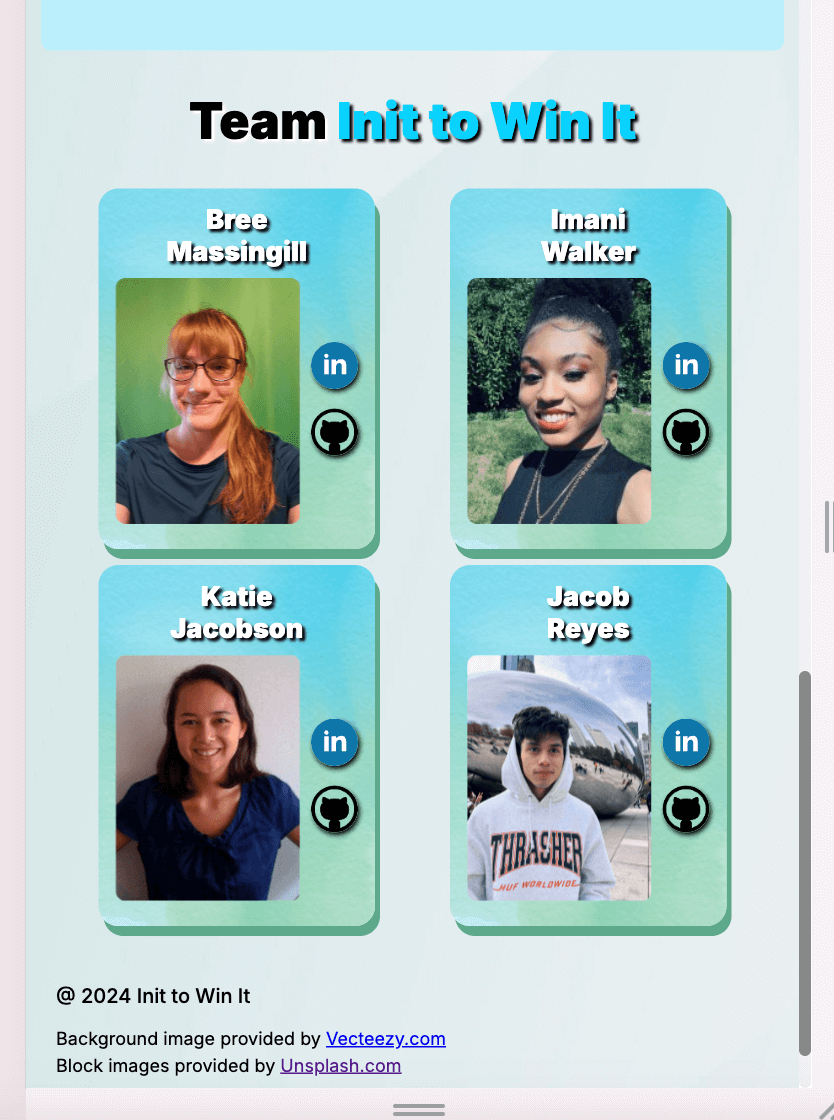 Team Init to Win It
Bree
Massingill
in
Imani
Walker
in
Katie
Jacobson
in
Jacob
Reyes
THRASHER
HUF WORLDWIDE
in
@ 2024 Init to Win It
Background image provided by Vecteezy.com
Block images provided by Unsplash.com